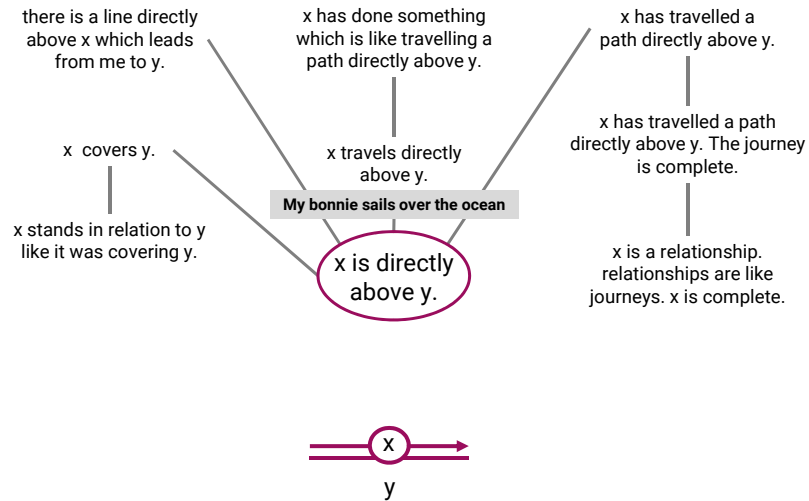 there is a line directly
above x which leads
from me to y.
x has done something
which is like travelling a
path directly above y.
x has travelled a
path directly above y.
x has travelled a path
directly above y. The journey
is complete.
x covers y.
x travels directly
above y.
My bonnie sails over the ocean
x stands in relation to y
like it was covering y.
x is directly
above y.
x is a relationship.
relationships are like
journeys. x is complete.
x
y